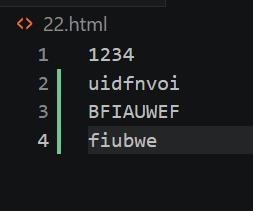 <> 22.html
1 1234
2 uidfnvoi
3 BFIAUWEF
4 fiubwe